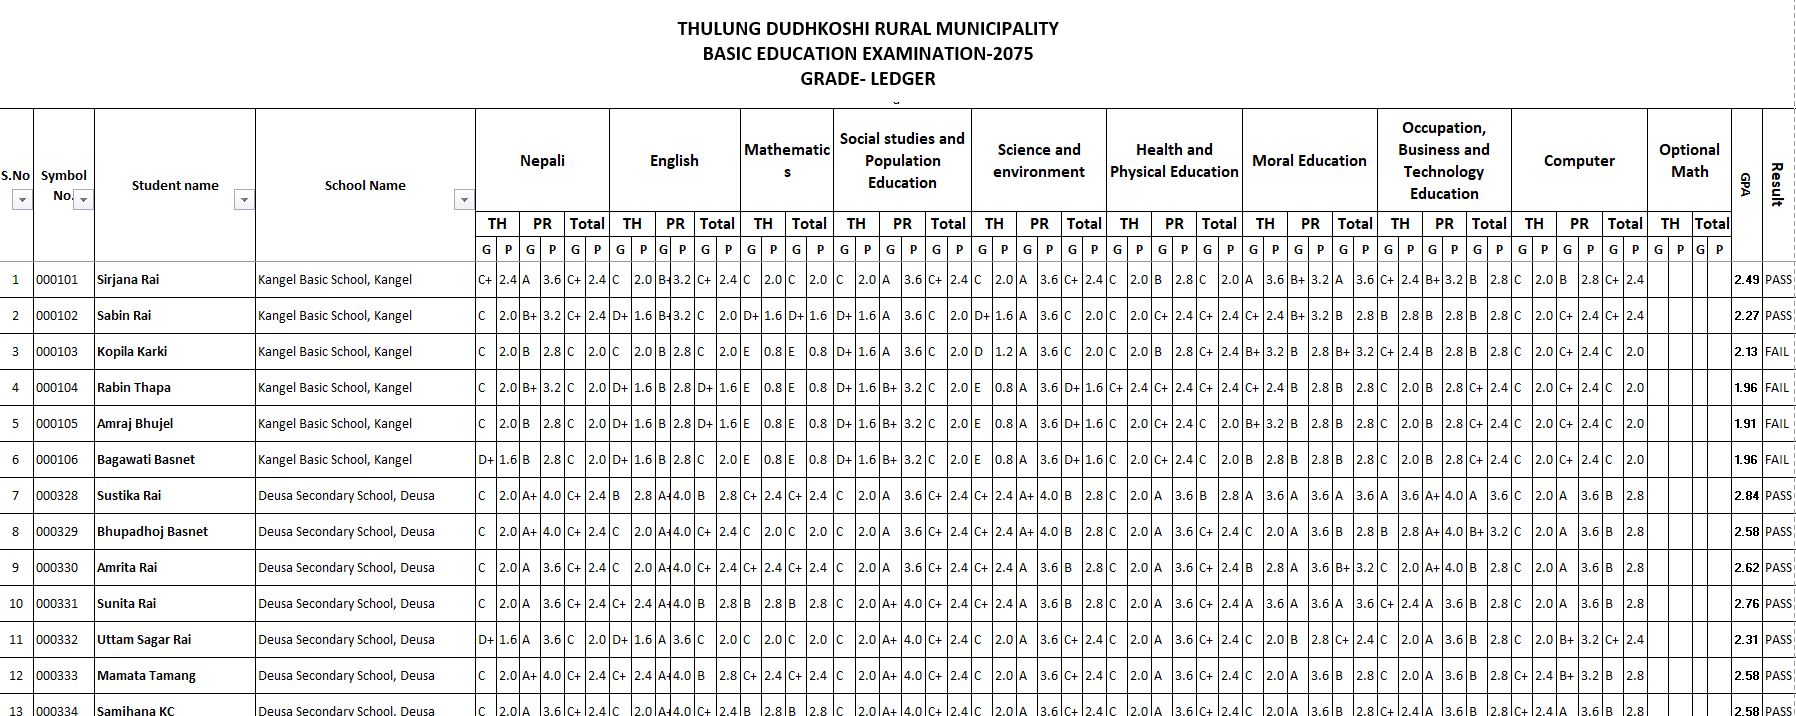 THULUNG DUDHKOSHI RURAL MUNICIPALITY
BASIC EDUCATION EXAMINATION-2075
GRADE- LEDGER
S.No Symbol No. Student name School Name Nepali English Mathematics Social studies and Population Education Science and environment Health and Physical Education Moral Education Occupation, Business and Technology Education Computer Optional Math GPA Result
TH PR Total TH PR Total TH Total TH PR Total TH PR Total TH PR Total TH PR Total TH PR Total TH PR Total TH Total
G P G P G P G P G P G P G P G P G P G P G P G P G P G P G P G P G P G P G P G P G P G P G P G P G P G P G P G P
1 000101 Sirjana Rai Kangel Basic School, Kangel C+ 2.4 A 3.6 C+ 2.4 C 2.0 B+ 3.2 C+ 2.4 C 2.0 C 2.0 C 2.0 A 3.6 C+ 2.4 C 2.0 A 3.6 C+ 2.4 C 2.0 B 2.8 C 2.0 A 3.6 B+ 3.2 A 3.6 C+ 2.4 B+ 3.2 B 2.8 C 2.0 B 2.8 C+ 2.4 2.49 PASS
2 000102 Sabin Rai Kangel Basic School, Kangel C 2.0 B+ 3.2 C+ 2.4 D+ 1.6 B+ 3.2 C 2.0 D+ 1.6 D+ 1.6 D+ 1.6 A 3.6 C 2.0 D+ 1.6 A 3.6 C 2.0 C 2.0 C+ 2.4 C+ 2.4 C+ 2.4 B+ 3.2 B 2.8 B 2.8 B 2.8 B 2.8 C 2.0 C+ 2.4 C+ 2.4 2.27 PASS
3 000103 Kopila Karki Kangel Basic School, Kangel C 2.0 B 2.8 C 2.0 C 2.0 B 2.8 C 2.0 E 0.8 E 0.8 D+ 1.6 A 3.6 C 2.0 D 1.2 A 3.6 C 2.0 C 2.0 B 2.8 C+ 2.4 B+ 3.2 B 2.8 B+ 3.2 C+ 2.4 B 2.8 B 2.8 C 2.0 C+ 2.4 C 2.0 2.13 FAIL
4 000104 Rabin Thapa Kangel Basic School, Kangel C 2.0 B+ 3.2 C 2.0 D+ 1.6 B 2.8 D+ 1.6 E 0.8 E 0.8 D+ 1.6 B+ 3.2 C 2.0 E 0.8 A 3.6 D+ 1.6 C+ 2.4 C+ 2.4 C+ 2.4 C+ 2.4 B 2.8 B 2.8 C 2.0 B 2.8 C+ 2.4 C 2.0 C+ 2.4 C 2.0 1.96 FAIL
5 000105 Amraj Bhujel Kangel Basic School, Kangel C 2.0 B 2.8 C 2.0 D+ 1.6 B 2.8 D+ 1.6 E 0.8 E 0.8 D+ 1.6 B+ 3.2 C 2.0 E 0.8 A 3.6 D+ 1.6 C 2.0 C+ 2.4 C 2.0 B+ 3.2 B 2.8 B 2.8 C 2.0 B 2.8 C+ 2.4 C 2.0 C+ 2.4 C 2.0 1.91 FAIL
6 000106 Bagawati Basnet Kangel Basic School, Kangel D+ 1.6 B 2.8 C 2.0 D+ 1.6 B 2.8 C 2.0 E 0.8 E 0.8 D+ 1.6 B+ 3.2 C 2.0 E 0.8 A 3.6 D+ 1.6 C 2.0 C+ 2.4 C 2.0 B 2.8 B 2.8 B 2.8 C 2.0 B 2.8 C+ 2.4 C 2.0 C+ 2.4 C 2.0 1.96 FAIL
7 000328 Sustika Rai Deusa Secondary School, Deusa C 2.0 A+ 4.0 C+ 2.4 B 2.8 A+ 4.0 B 2.8 C+ 2.4 C+ 2.4 C 2.0 A 3.6 C+ 2.4 C+ 2.4 A+ 4.0 B 2.8 C 2.0 A 3.6 B 2.8 A 3.6 A 3.6 A 3.6 A 3.6 A+ 4.0 A 3.6 C 2.0 A 3.6 B 2.8 2.84 PASS
8 000329 Bhupadhoj Basnet Deusa Secondary School, Deusa C 2.0 A+ 4.0 C+ 2.4 C 2.0 A+ 4.0 C+ 2.4 C 2.0 C 2.0 C 2.0 A 3.6 C+ 2.4 C+ 2.4 A+ 4.0 B 2.8 C 2.0 A 3.6 C+ 2.4 C 2.0 A 3.6 B 2.8 B 2.8 A+ 4.0 B+ 3.2 C 2.0 A 3.6 B 2.8 2.58 PASS
9 000330 Amrita Rai Deusa Secondary School, Deusa C 2.0 A 3.6 C+ 2.4 C 2.0 A+ 4.0 C+ 2.4 C+ 2.4 C+ 2.4 C 2.0 A 3.6 C+ 2.4 C+ 2.4 A 3.6 B 2.8 C 2.0 A 3.6 C+ 2.4 B 2.8 A 3.6 B+ 3.2 C 2.0 A+ 4.0 B 2.8 C 2.0 A 3.6 B 2.8 2.62 PASS
10 000331 Sunita Rai Deusa Secondary School, Deusa C 2.0 A 3.6 C+ 2.4 C+ 2.4 A+ 4.0 B 2.8 B 2.8 B 2.8 C 2.0 A+ 4.0 C+ 2.4 C+ 2.4 A 3.6 B 2.8 C 2.0 A 3.6 C+ 2.4 A 3.6 A 3.6 A 3.6 C+ 2.4 A 3.6 B 2.8 C 2.0 A 3.6 B 2.8 2.76 PASS
11 000332 Uttam Sagar Rai Deusa Secondary School, Deusa D+ 1.6 A 3.6 C 2.0 D+ 1.6 A 3.6 C 2.0 C 2.0 C 2.0 C 2.0 A+ 4.0 C+ 2.4 C 2.0 A 3.6 C+ 2.4 C 2.0 A 3.6 C+ 2.4 C 2.0 B 2.8 C+ 2.4 C 2.0 A 3.6 B 2.8 C 2.0 B+ 3.2 C+ 2.4 2.31 PASS
12 000333 Mamata Tamang Deusa Secondary School, Deusa C 2.0 A+ 4.0 C+ 2.4 C+ 2.4 A+ 4.0 B 2.8 C+ 2.4 C+ 2.4 C 2.0 A+ 4.0 C+ 2.4 C 2.0 A 3.6 C+ 2.4 C 2.0 A 3.6 C+ 2.4 C 2.0 A 3.6 B 2.8 C 2.0 A 3.6 B 2.8 C+ 2.4 B+ 3.2 B 2.8 2.58 PASS
13 000334 Samihana KC Deusa Secondary School, Deusa C 2.0 A 3.6 C+ 2.4 C 2.0 A+ 4.0 C+ 2.4 B 2.8 B 2.8 C 2.0 A 3.6 C+ 2.4 C 2.0 A 3.6 C+ 2.4 C 2.0 A 3.6 C+ 2.4 C 2.0 A 3.6 B 2.8 C+ 2.4 A 3.6 B 2.8 C+ 2.4 A 3.6 B 2.8 2.58 PASS